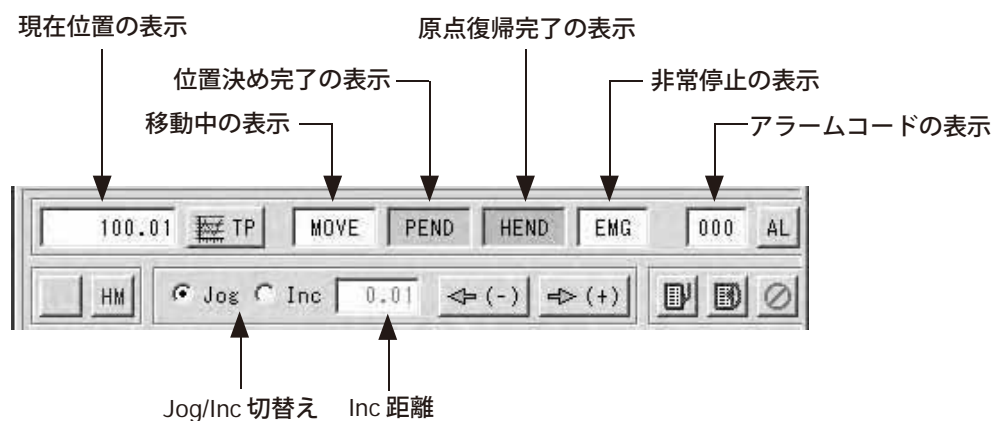 現在位置の表示
原点復帰完了の表示
位置決め完了の表示
非常停止の表示
移動中の表示
アラームコードの表示
100.01 TP MOVE PEND HEND EMG 000 AL
HM Jog Inc 0.01 (-) (+)
Jog/Inc 切替え Inc 距離